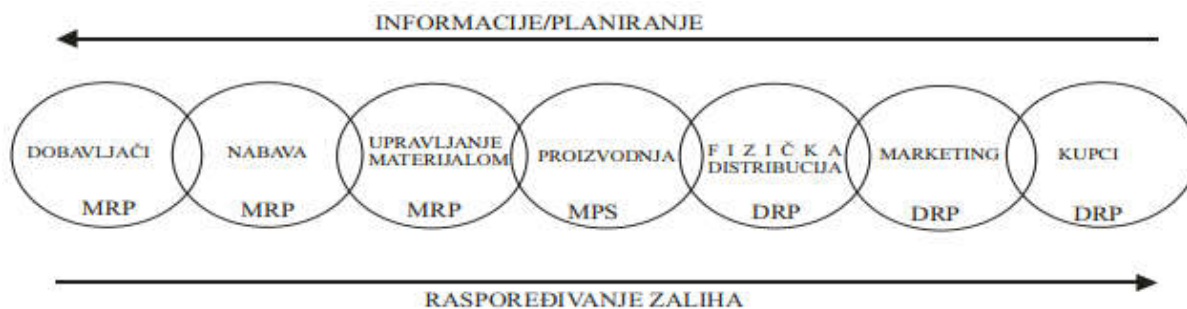 INFORMACIJE/PLANIRANJE
DOBAVLJAČI
MRP
NABAVA
MRP
UPRAVLJANJE
MATERIJALOM
MRP
PROIZVODNJA
MPS
F I Z I Č K A
DISTRIBUCIJA
DRP
MARKETING
DRP
KUPCI
DRP
RASPOREĐIVANJE ZALIHA